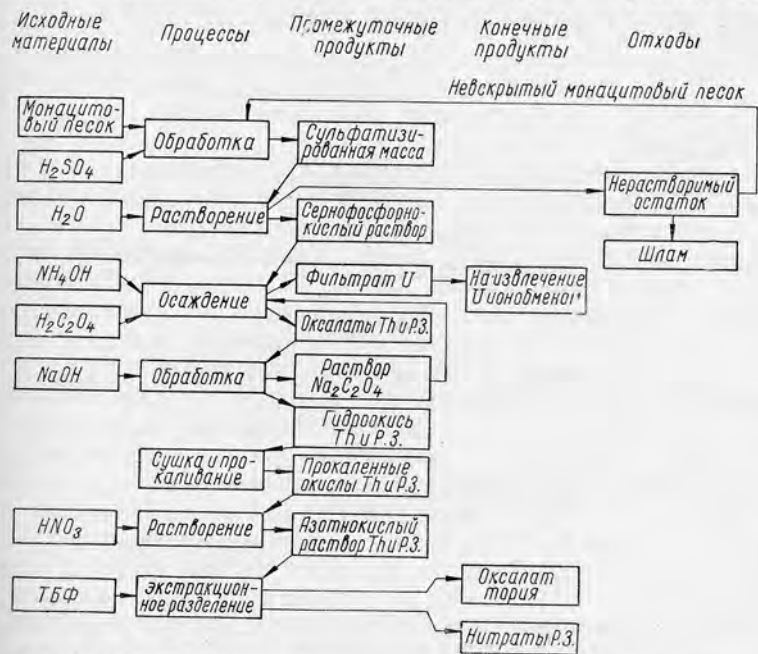 Исходные материалы
Процессы
Промежуточные продукты
Конечные продукты
Отходы
Невскрытый монацитовый песок
Монацито-
вый песок
Обработка
Сульфатизи-
рованная масса
H₂SO₄
Нерастворимый
остаток
H₂O
Растворение
Сернофосфорно-
кислый раствор
Шлам
NH₄OH
Осаждение
Фильтрат U
На извлечение
U ионообменом
H₂C₂O₄
Оксалаты Th и Р.З.
NaOH
Обработка
Раствор
Na₂C₂O₄
Гидроокись
Th и Р.З.
Сушка и про-
каливание
Прокаленные
окислы Th и Р.З.
HNO₃
Растворение
Азотнокислый
раствор Th и Р.З.
ТБФ
Экстракцион-
ное разделение
Оксалат
тория
Нитраты Р.З.